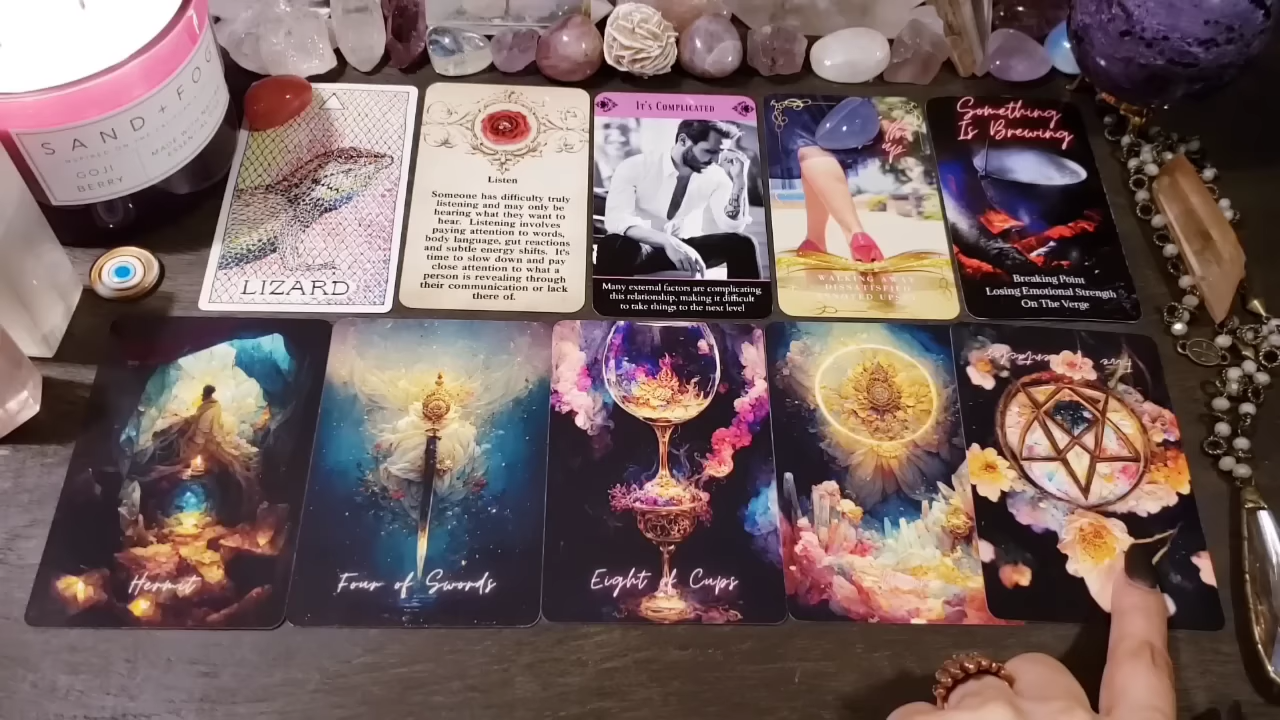 SAND + FOG
GOJI
BERRY
LIZARD
Listen
Someone has difficulty truly
listening and may only be
hearing what they want to
hear. Listening involves
paying attention to words,
body language, gut reactions
and subtle energy shifts. It's
time to slow down and pay
close attention to what a
person is revealing through
their communication or lack
there of.
It's Complicated
Many external factors are complicating
this relationship, making it difficult
to take things to the next level
up
WALKING AWAY
DISSATISFIED
Something
Is Brewing
Breaking Point
Losing Emotional Strength
On The Verge
Hermit
Four of Swords
Eight of Cups
Five Pentacles